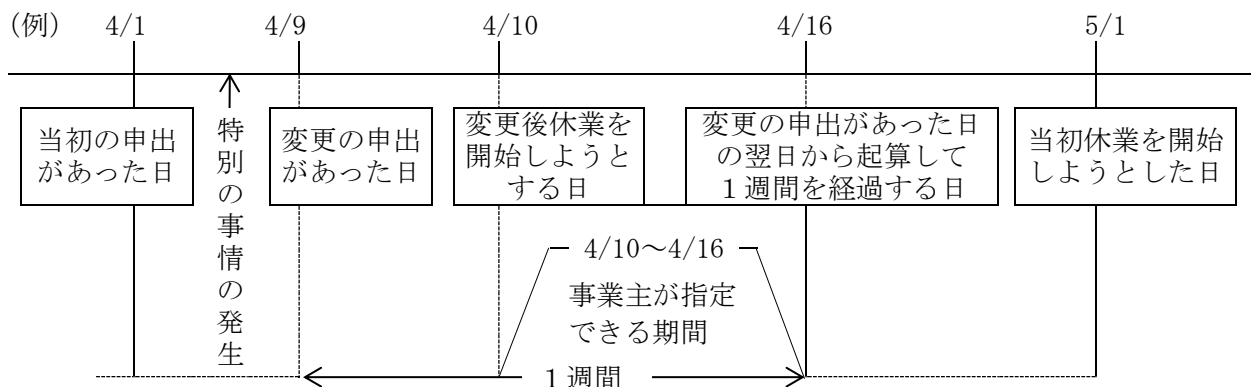 (例) 4/1 4/9 4/10 4/16 5/1
当初の申出
があった日
特別の事情の発生
変更の申出
があった日
変更後休業を
開始しようと
する日
変更の申出があった日
の翌日から起算して
１週間を経過する日
当初休業を開始
しようとした日
4/10～4/16
事業主が指定
できる期間
１週間